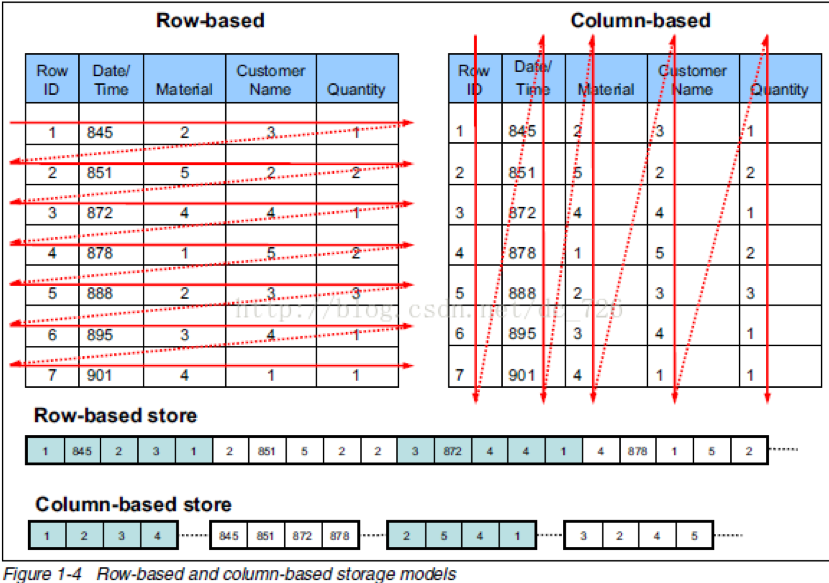 Row-based
Column-based
Row ID Date/Time Material Customer Name Quantity
1 845 2 3 1
2 851 5 2 2
3 872 4 4 1
4 878 1 5 2
5 888 2 3 3
6 895 3 4 1
7 901 4 1 1
Row ID Date/Time Material Customer Name Quantity
1 845 2 3 1
2 851 5 2 2
3 872 4 4 1
4 878 1 5 2
5 888 2 3 3
6 895 3 4 1
7 901 4 1 1
http://blog.csdn.net/dc_726
Row-based store
1 845 2 3 1 2 851 5 2 2 3 872 4 4 1 4 878 1 5 2
Column-based store
1 2 3 4 845 851 872 878 2 5 4 1 3 2 4 5
Figure 1-4 Row-based and column-based storage models